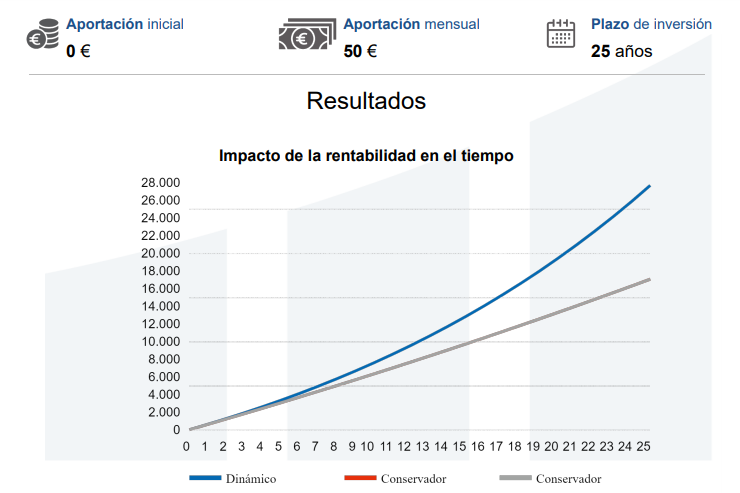 Aportación inicial
0 €
Aportación mensual
50 €
Plazo de inversión
25 años
Resultados
Impacto de la rentabilidad en el tiempo
28.000
26.000
24.000
22.000
20.000
18.000
16.000
14.000
12.000
10.000
8.000
6.000
4.000
2.000
0
0 1 2 3 4 5 6 7 8 9 10 11 12 13 14 15 16 17 18 19 20 21 22 23 24 25
Dinámico Conservador Conservador